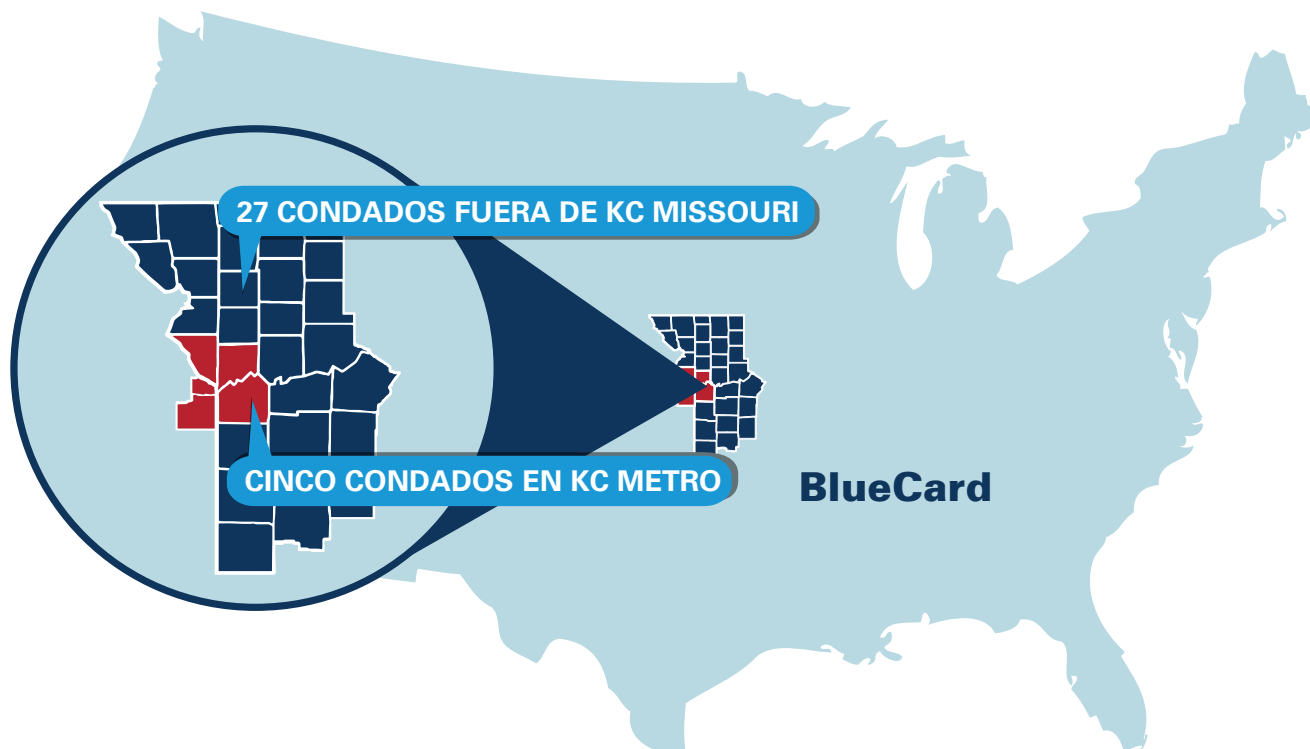 27 CONDADOS FUERA DE KC MISSOURI
CINCO CONDADOS EN KC METRO
BlueCard